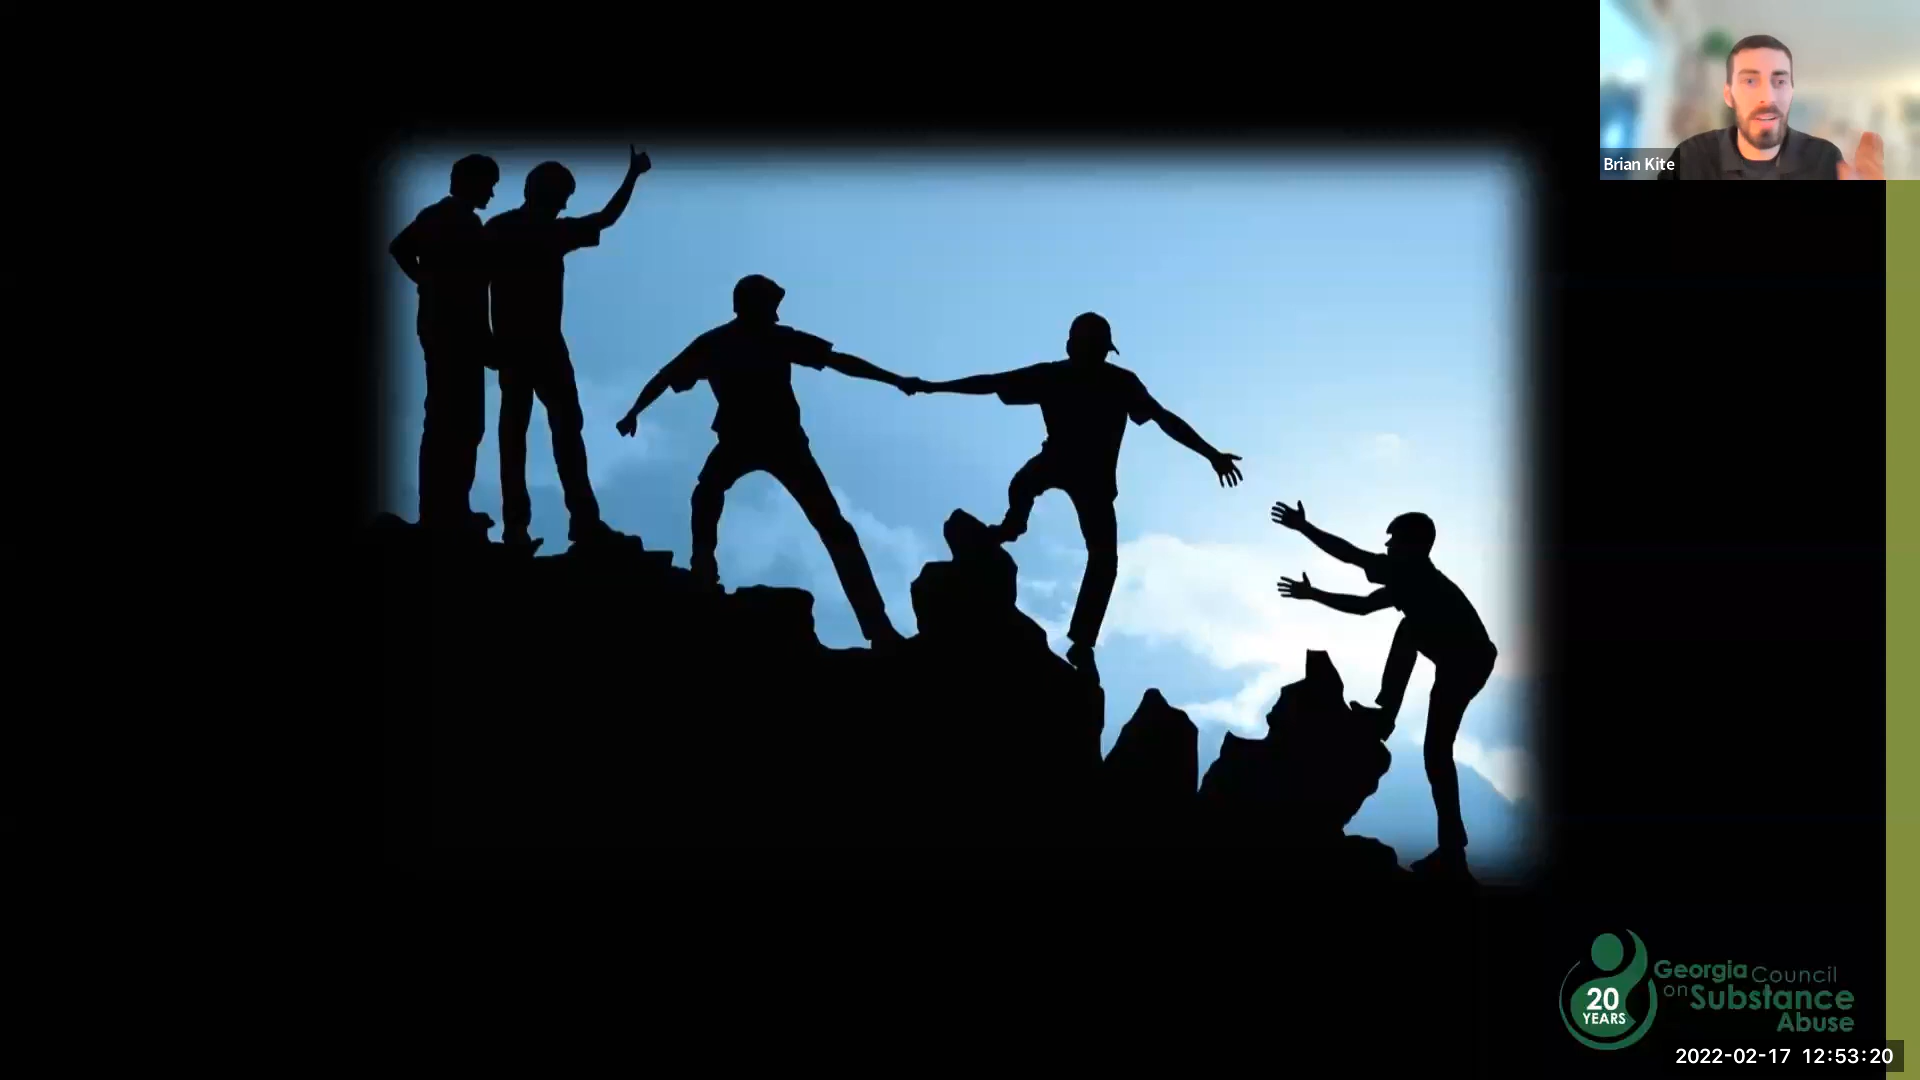 Brian Kite
Georgia Council
on Substance
Abuse
20
YEARS
2022-02-17 12:53:20